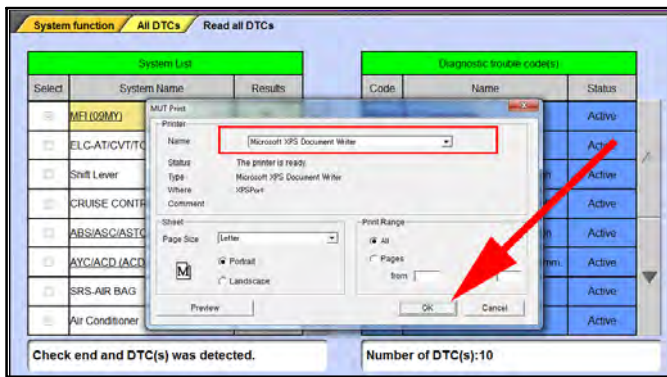 System function All DTCs Read all DTCs
System List Diagnostic trouble code(s)
Select System Name Results Code Name Status
MUT Print
MFI (09MY) Active
Printer
Name Microsoft XPS Document Writer
ELC-AT/CVT/TC
Status The printer is ready.
Type Microsoft XPS Document Writer
Shift Lever Active
Where XPSPort
Comment
CRUISE CONTR Active
Sheet Print Range
Page Size Letter All
ABS/ASC/ASTC Active
Pages
Portrait
AYC/ACD (ACD mm. Active
M
from
Landscape
SRS-AIR BAG Active
Preview OK Cancel
Air Conditioner Active
Check end and DTC(s) was detected. Number of DTC(s):10